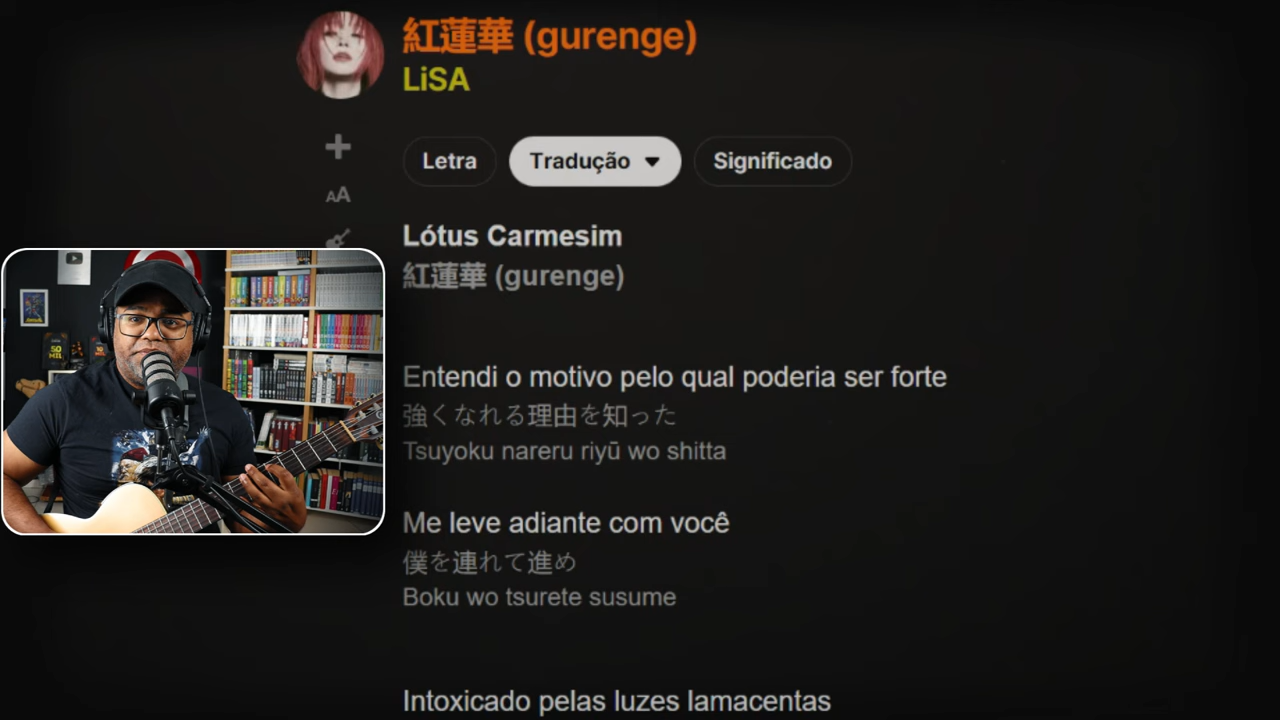 紅蓮華 (gurenge)
LiSA
Letra
Tradução
Significado
AA
Lótus Carmesim
紅蓮華 (gurenge)
Entendi o motivo pelo qual poderia ser forte
強くなれる理由を知った
Tsuyoku nareru riyū wo shitta
Me leve adiante com você
僕を連れて進め
Boku wo tsurete susume
Intoxicado pelas luzes lamacentas
50
MIL